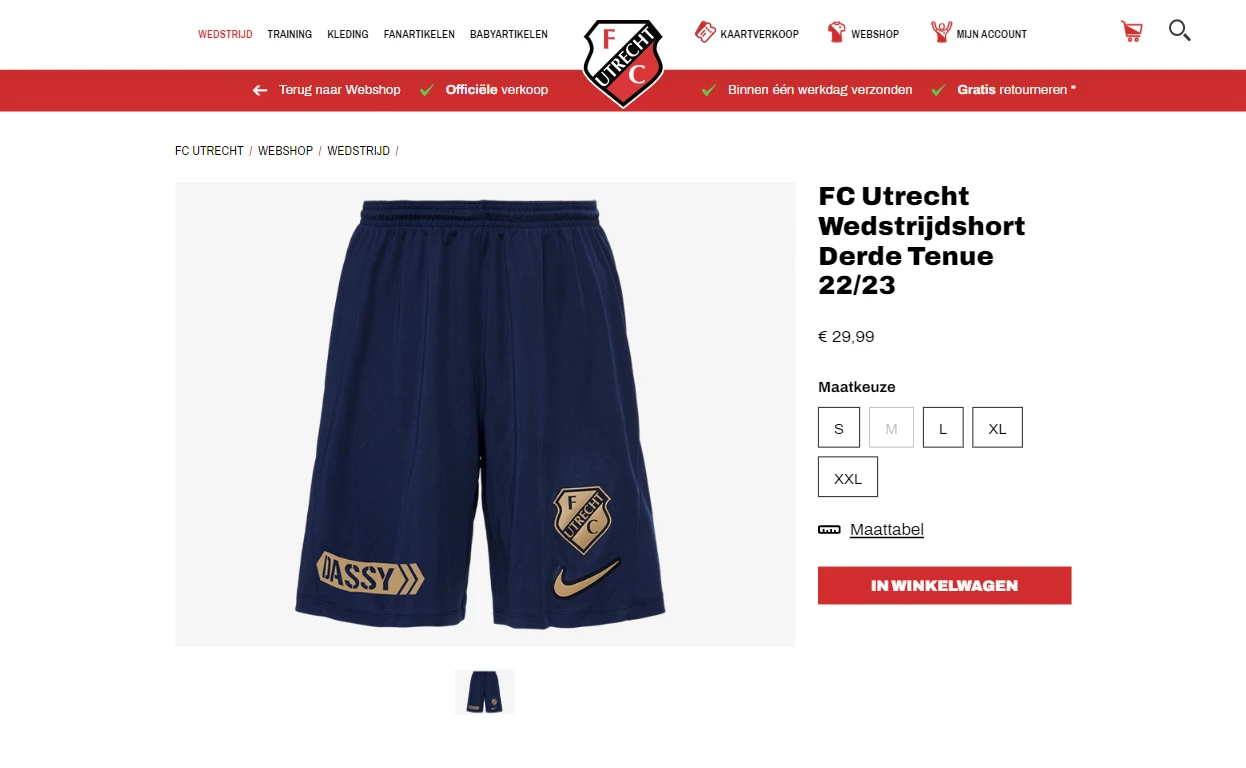 WEDSTRIJD TRAINING KLEDING FANARTIKELEN BABYARTIKELEN
F
UTRECHT
C
KAARTVERKOOP WEBSHOP MIJN ACCOUNT
Terug naar Webshop Officiële verkoop
Binnen één werkdag verzonden Gratis retourneren *
FC UTRECHT / WEBSHOP / WEDSTRIJD /
FC Utrecht
Wedstrijdshort
Derde Tenue
22/23
€ 29,99
Maatkeuze
S M L XL
XXL
Maattabel
IN WINKELWAGEN
F
UTRECHT
C
DASSY